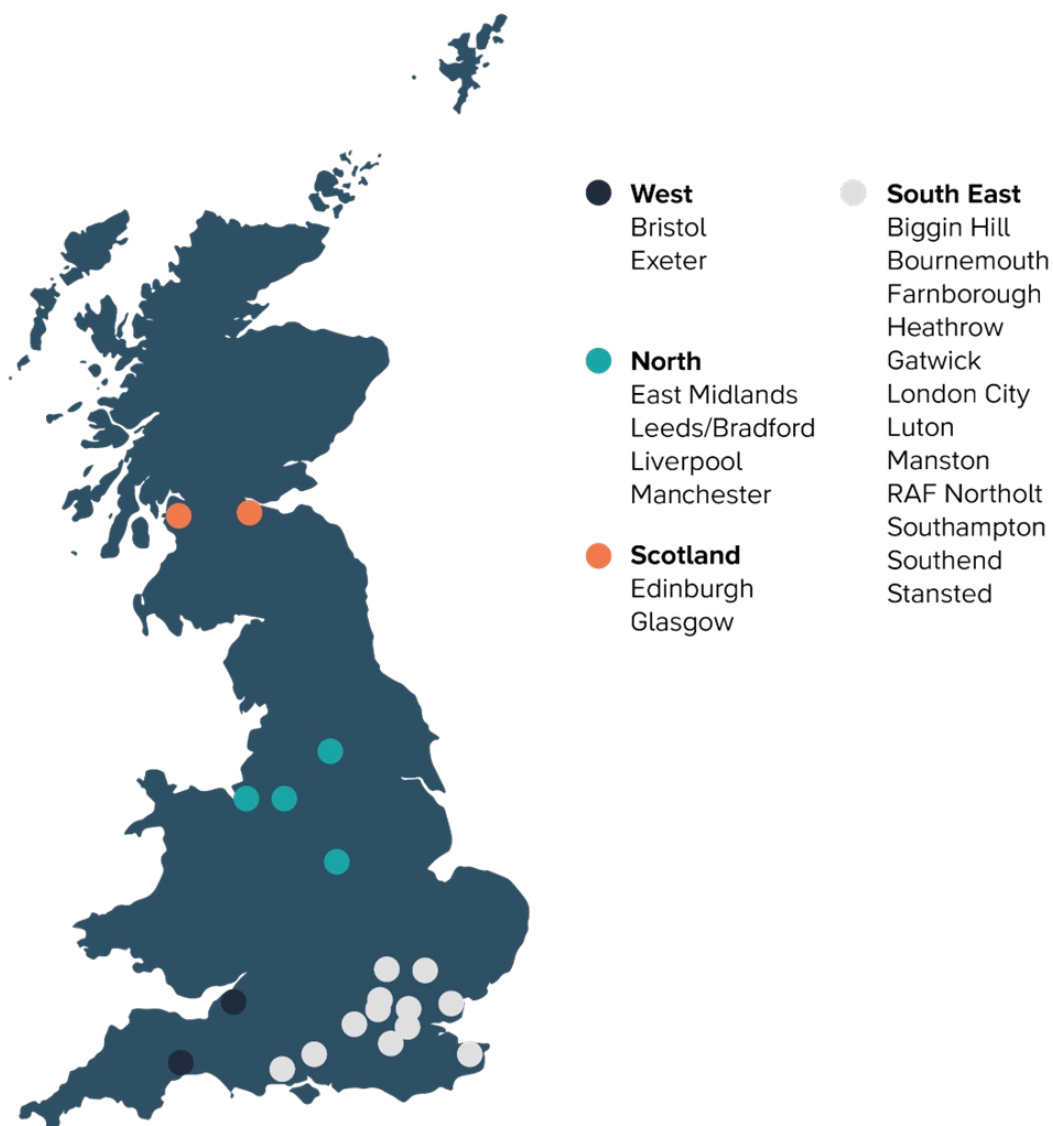 West
Bristol
Exeter
North
East Midlands
Leeds/Bradford
Liverpool
Manchester
Scotland
Edinburgh
Glasgow
South East
Biggin Hill
Bournemouth
Farnborough
Heathrow
Gatwick
London City
Luton
Manston
RAF Northolt
Southampton
Southend
Stansted